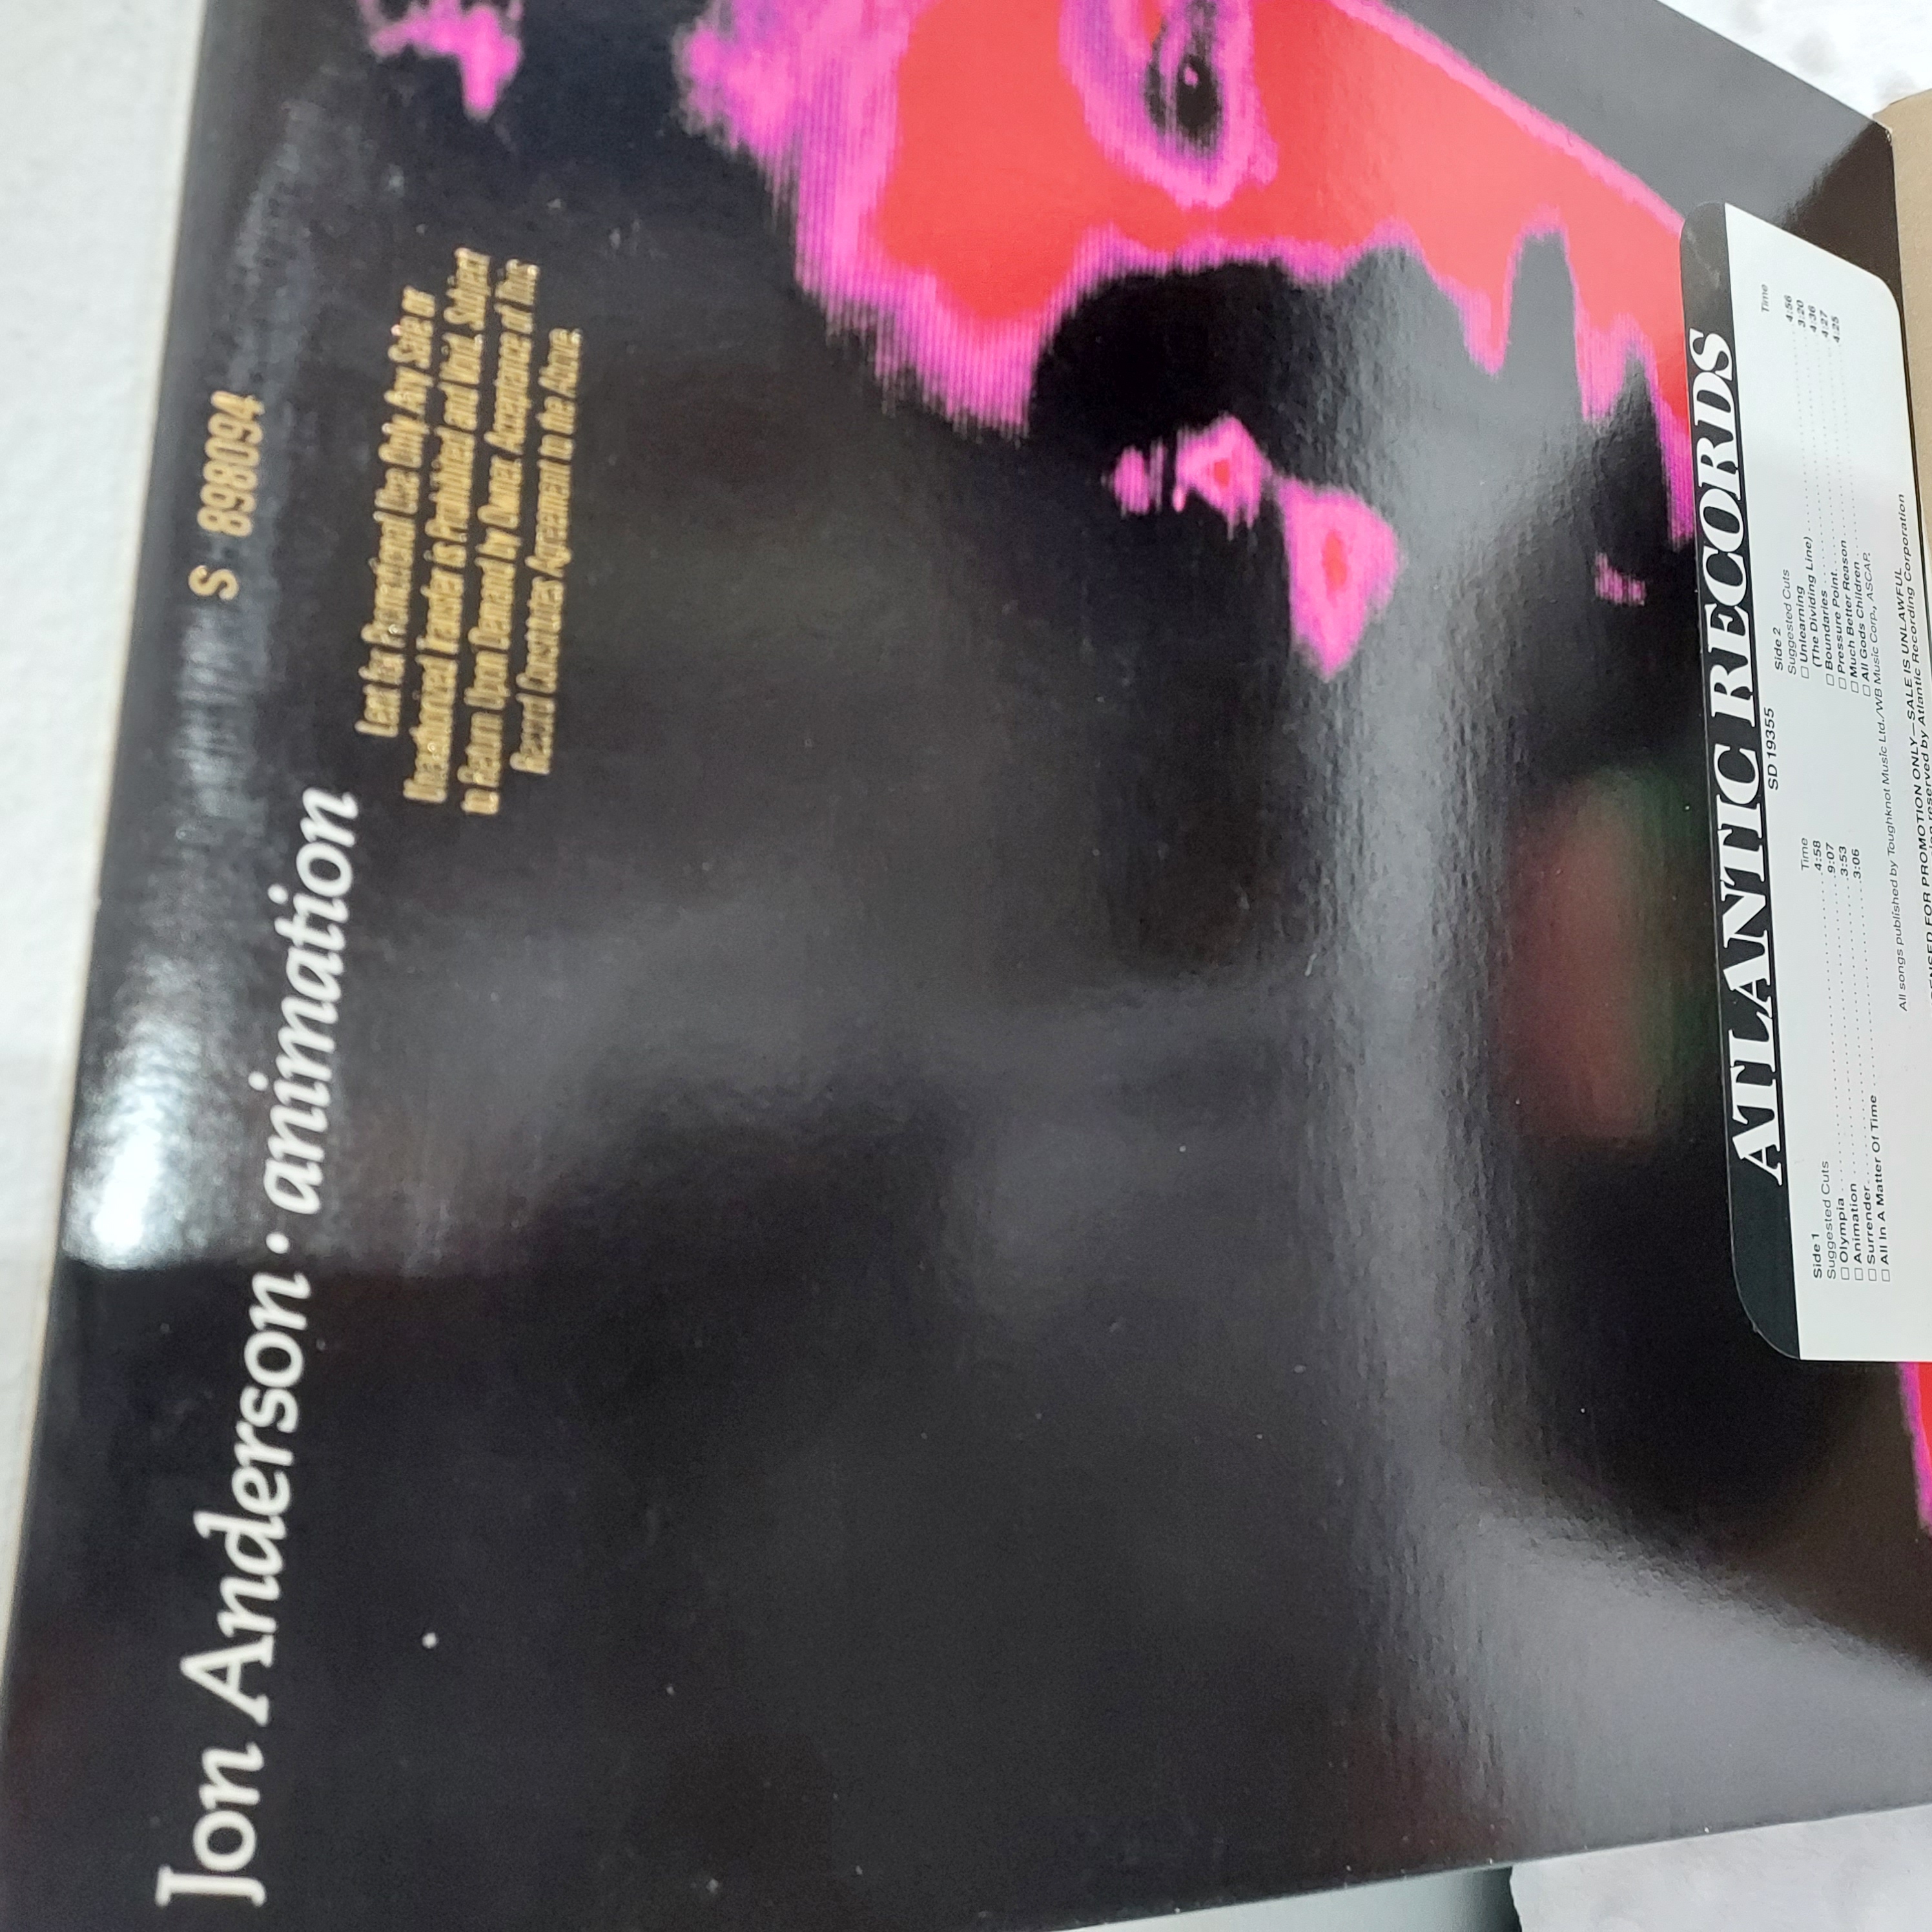 Jon Anderson · animation
S 898094
Lent for Promotional Use Only. Any Sale or
Unauthorized Transfer is Prohibited and Void. Subject
to Return Upon Demand by Owner. Acceptance of this
Record Constitutes Agreement to the Above.
ATLANTIC RECORDS
SD 19355
Side 1
Suggested Cuts Time
□ Olympia 4:58
□ Animation 9:07
□ Surrender 3:53
□ All In A Matter Of Time 3:06
Side 2
Suggested Cuts Time
□ Unlearning
(The Dividing Line) 4:56
□ Boundaries 3:20
□ Pressure Point 4:36
□ Much Better Reason 4:27
□ All Gods Children 4:25
All songs published by Toughknot Music Ltd./WB Music Corp., ASCAP.
FOR PROMOTION ONLY—SALE IS UNLAWFUL
reserved by Atlantic Recording Corporation